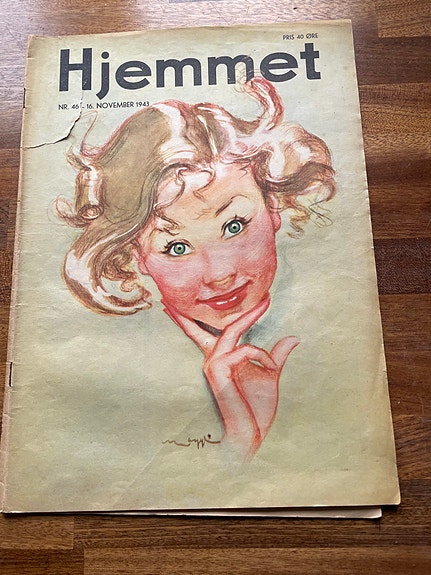 PRIS 40 ØRE
Hjemmet
NR. 46 - 16. NOVEMBER 1943